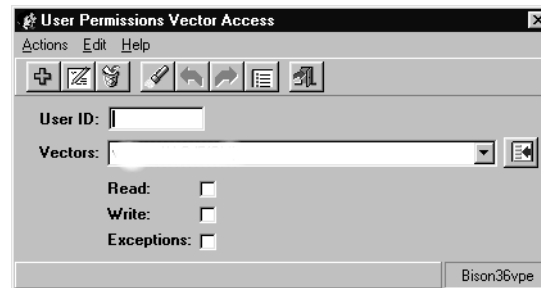 User Permissions Vector Access
Actions Edit Help
User ID:
Vectors:
Read:
Write:
Exceptions:
Bison36vpe